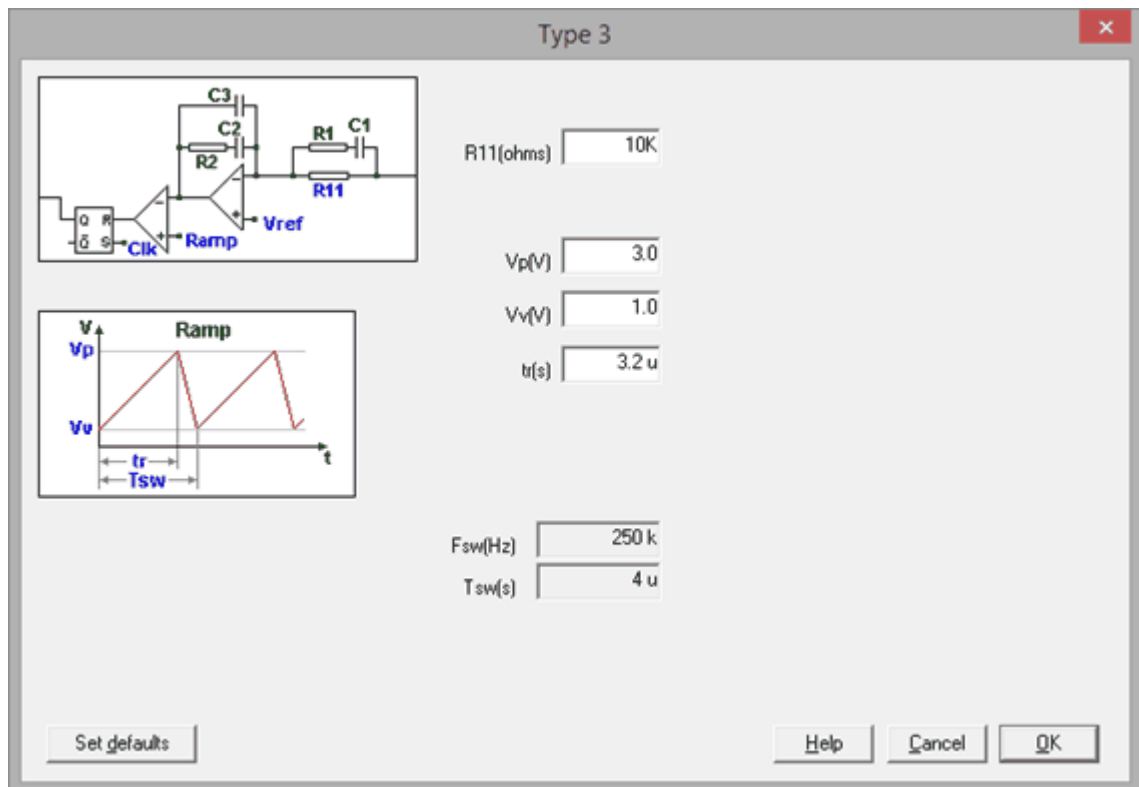 Type 3
C3
C2
R1 C1
R2
R11
Vref
Q R
Q S
Clk
Ramp
R11(ohms) 10K
Vp(V) 3.0
Vv(V) 1.0
tr(s) 3.2 u
V
Ramp
Vp
Vv
t
tr
Tsw
Fsw(Hz) 250 k
Tsw(s) 4 u
Set defaults
Help Cancel OK